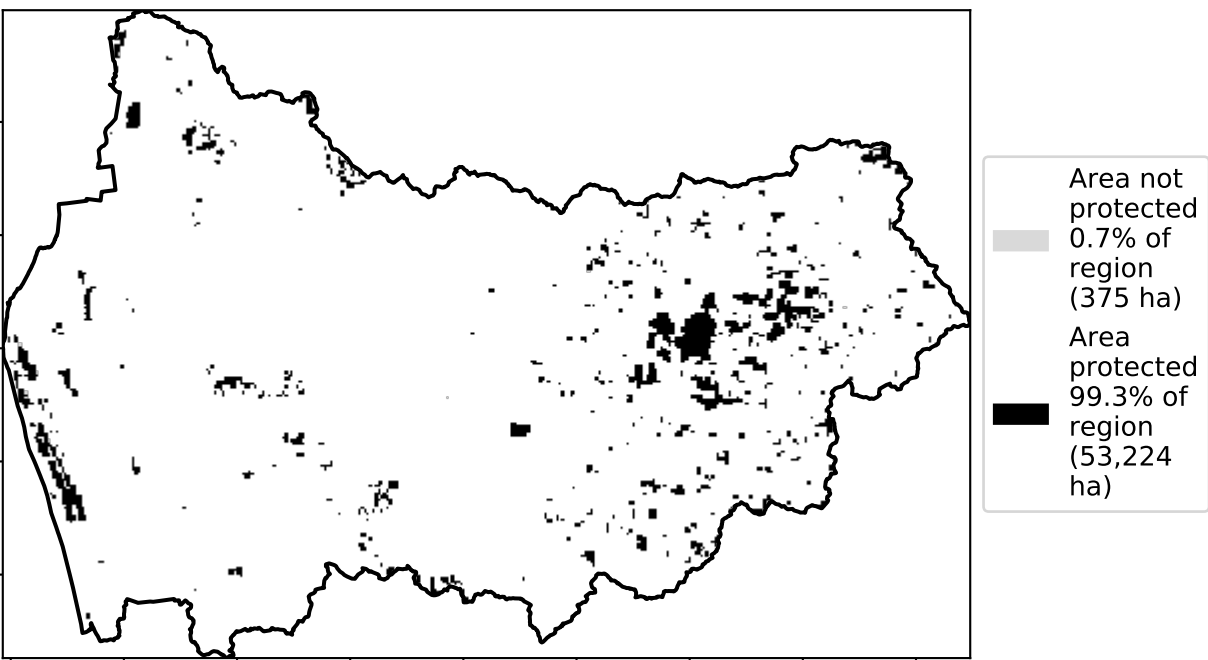 Area not
protected
0.7% of
region
(375 ha)
Area
protected
99.3% of
region
(53,224
ha)